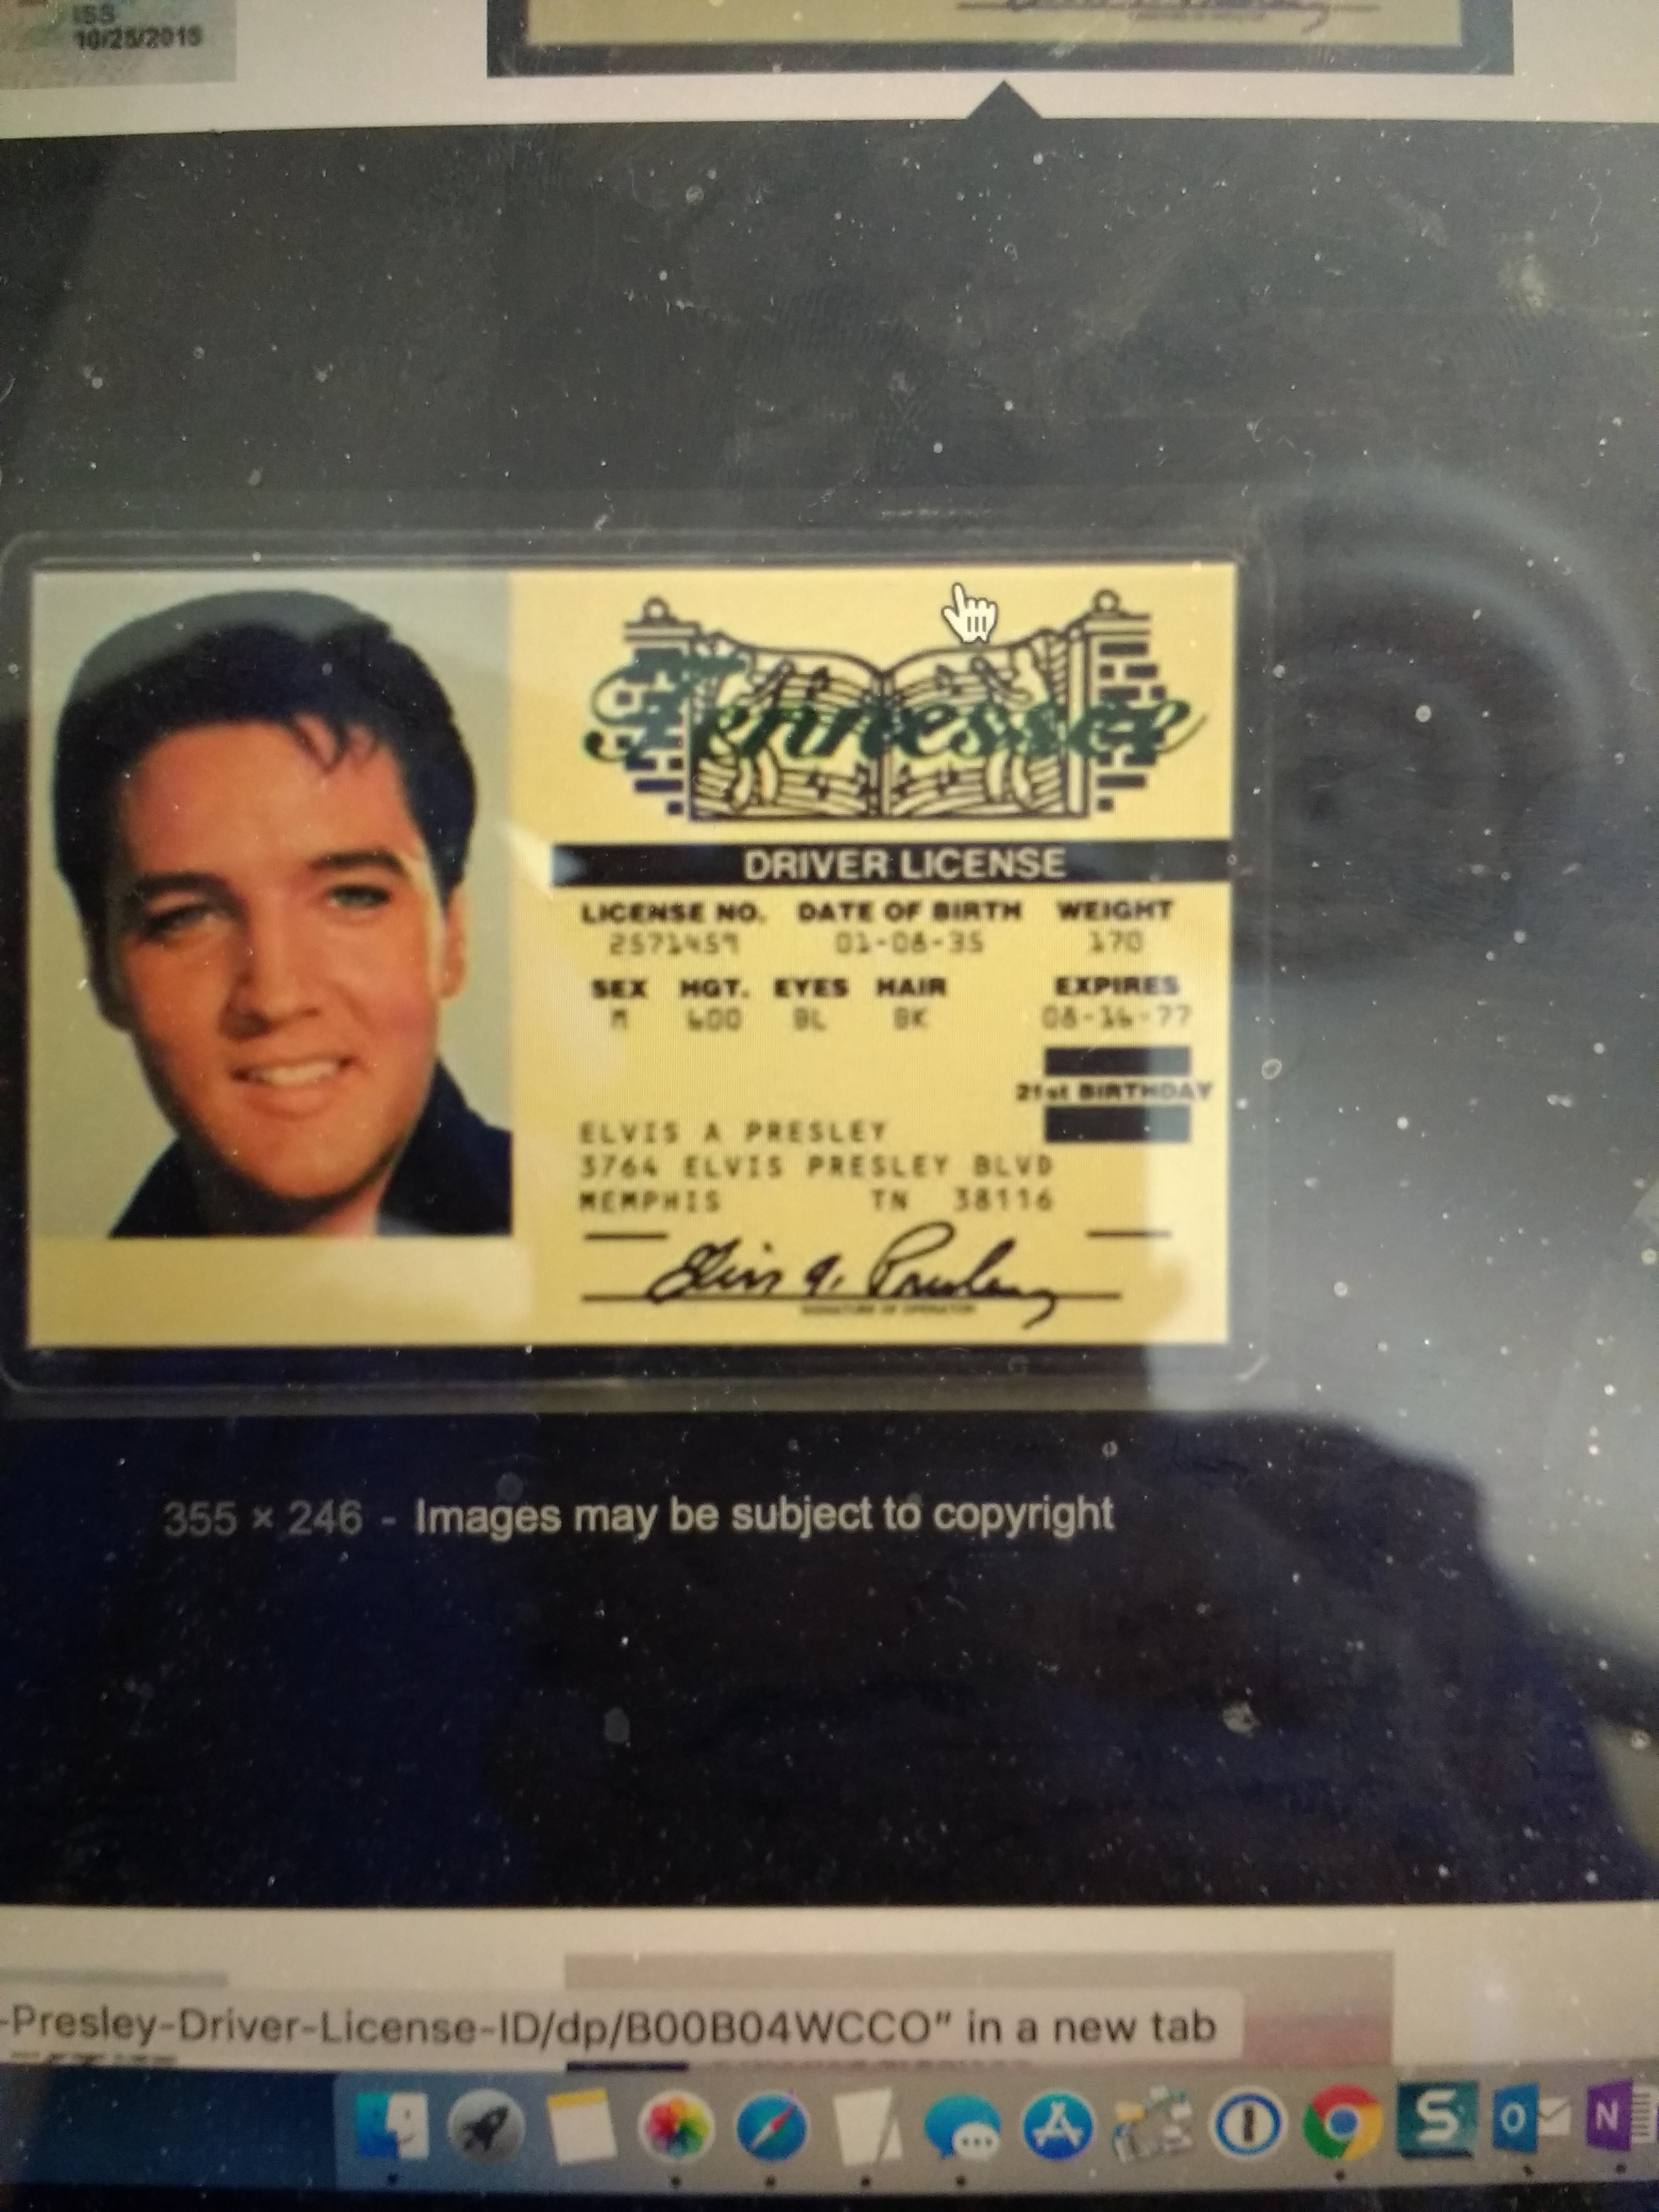 ISS
10/25/2015
Tennessee
DRIVER LICENSE
LICENSE NO. DATE OF BIRTH WEIGHT
2571459 01-08-35 170
SEX HGT. EYES HAIR EXPIRES
M 600 BL BK 08-16-77
21st BIRTHDAY
ELVIS A PRESLEY
3764 ELVIS PRESLEY BLVD
MEMPHIS TN 38116
Elvis A. Presley
SIGNATURE OF OPERATOR
355 × 246 - Images may be subject to copyright
-Presley-Driver-License-ID/dp/B00B04WCCO" in a new tab
S
O
N